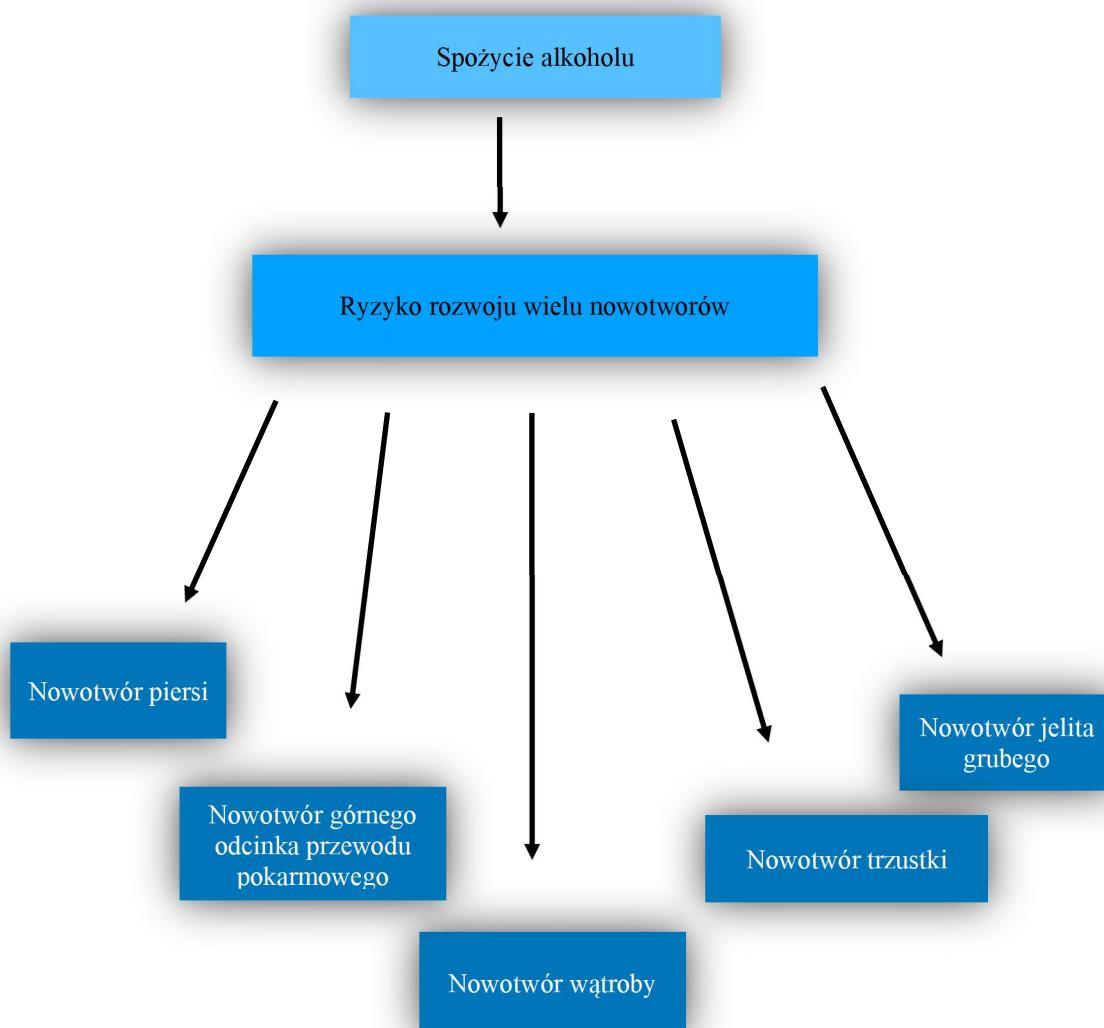 Spożycie alkoholu
Ryzyko rozwoju wielu nowotworów
Nowotwór piersi
Nowotwór górnego
odcinka przewodu
pokarmowego
Nowotwór wątroby
Nowotwór trzustki
Nowotwór jelita
grubego